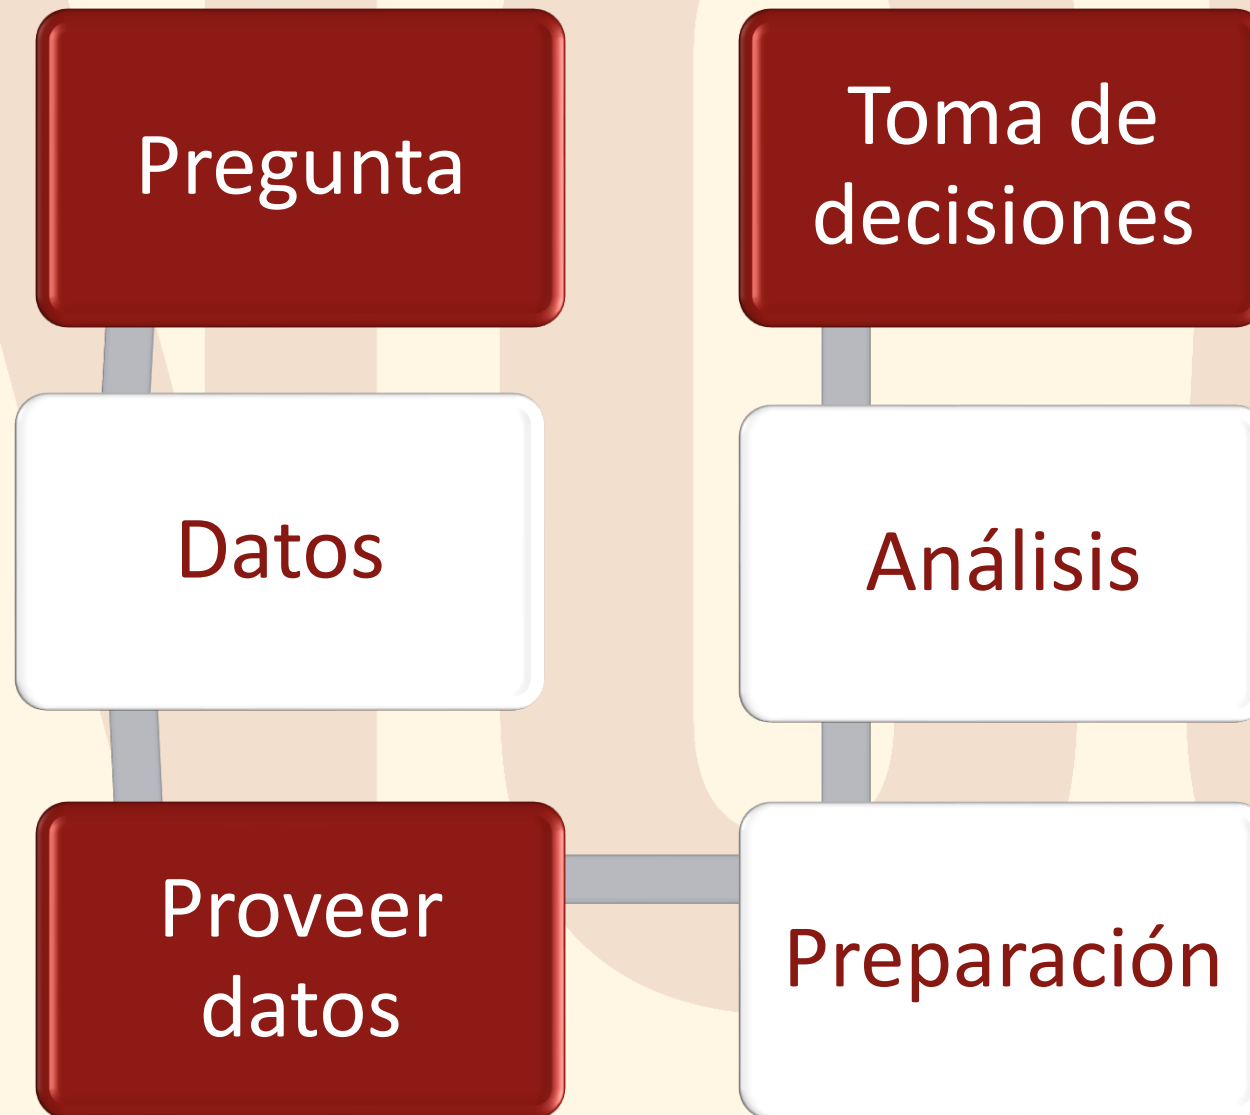 Pregunta
Datos
Proveer
datos
Preparación
Análisis
Toma de
decisiones